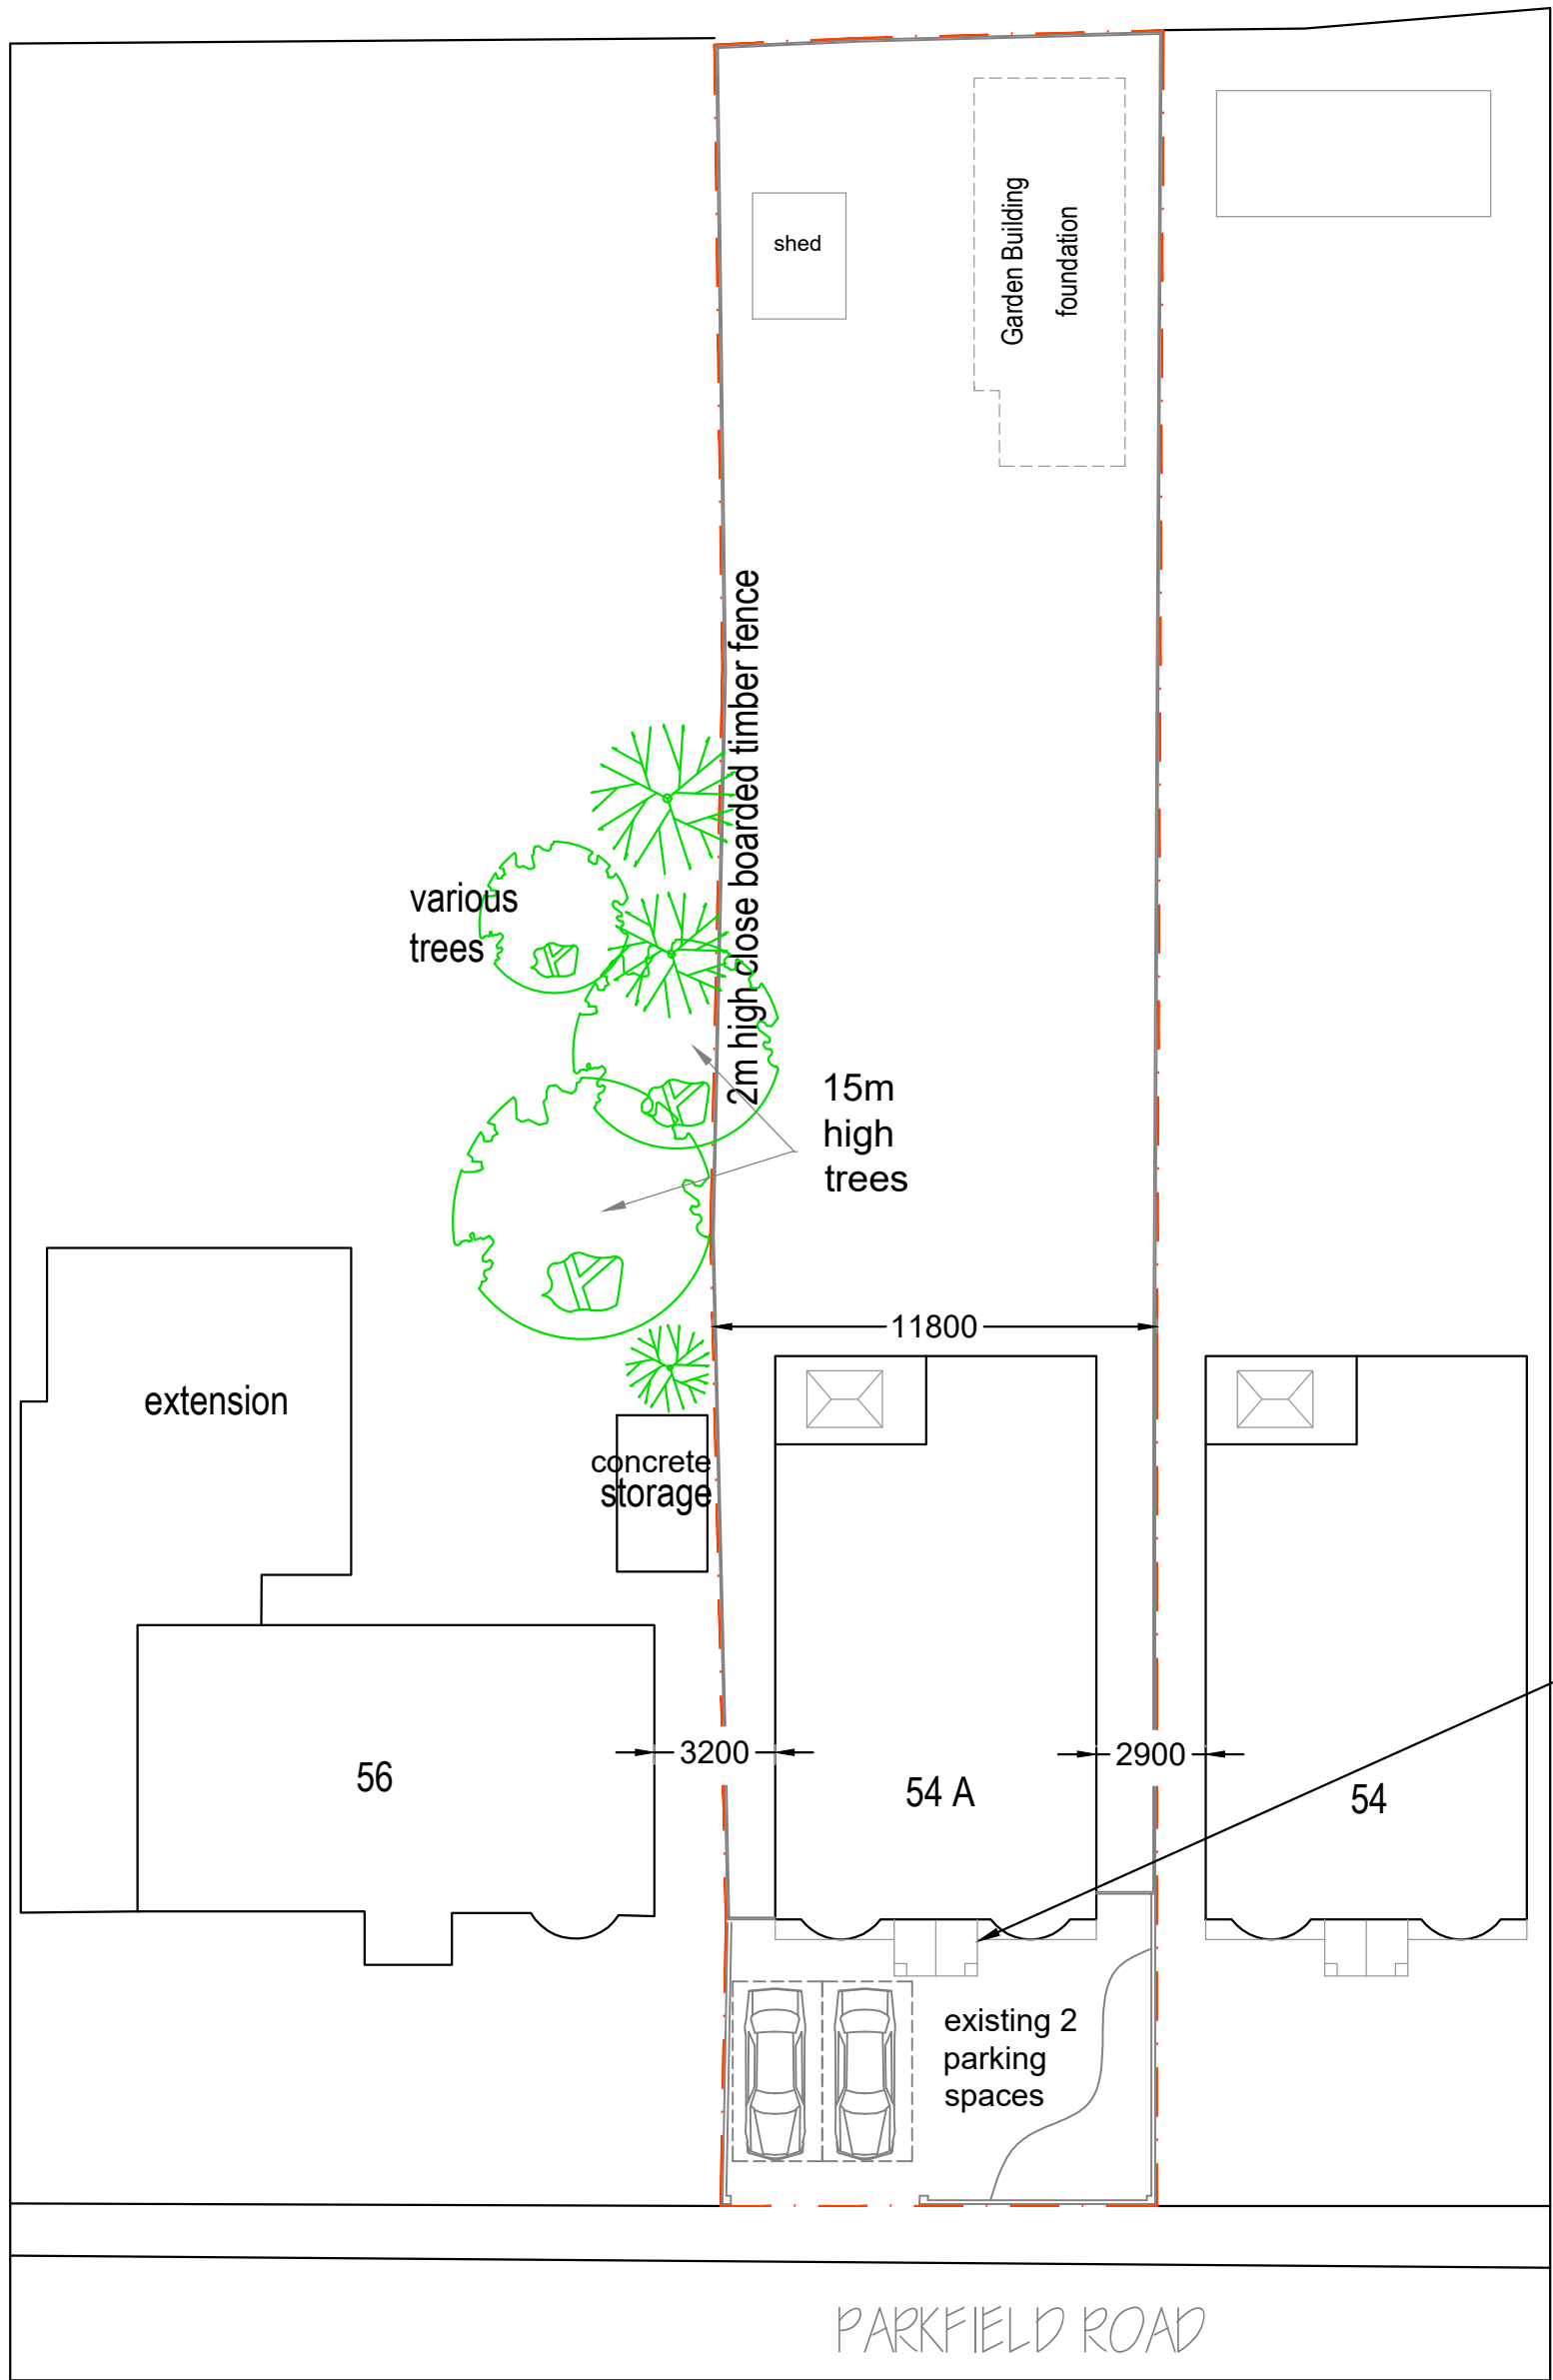 shed
Garden Building
foundation
2m high close boarded timber fence
various
trees
15m
high
trees
11800
extension
concrete
storage
3200
2900
56
54 A
54
existing 2
parking
spaces
PARKFIELD ROAD